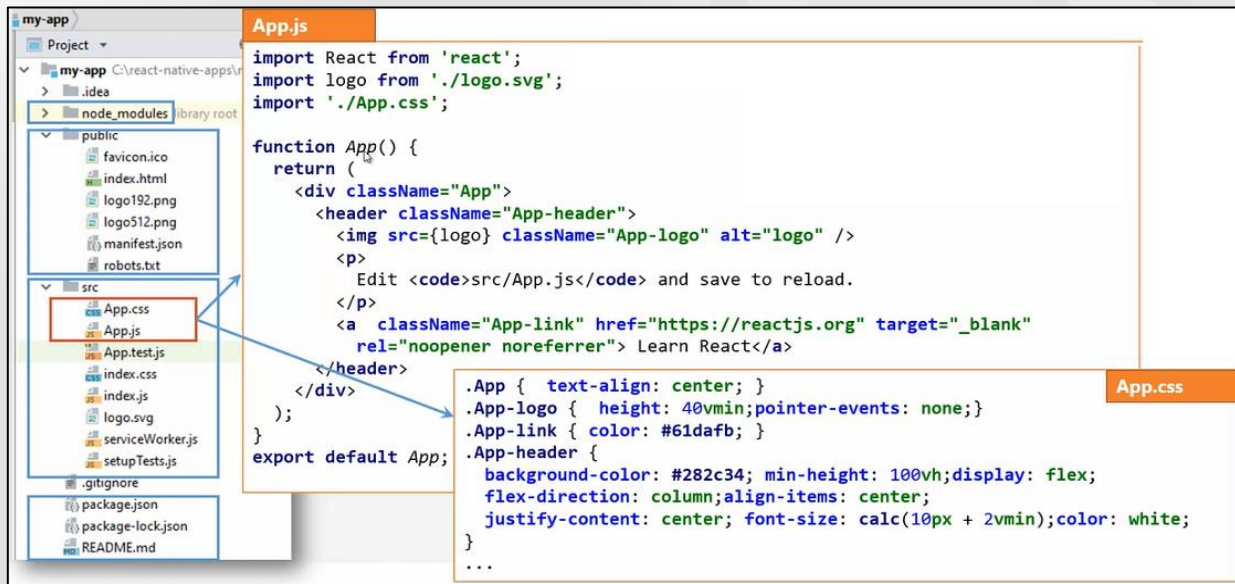 my-app
Project
my-app C:\react-native-apps\
.idea
node_modules library root
public
favicon.ico
index.html
logo192.png
logo512.png
manifest.json
robots.txt
src
App.css
App.js
App.test.js
index.css
index.js
logo.svg
serviceWorker.js
setupTests.js
.gitignore
package.json
package-lock.json
README.md
App.js
import React from 'react';
import logo from './logo.svg';
import './App.css';
function App() {
return (
<div className="App">
<header className="App-header">
<img src={logo} className="App-logo" alt="logo" />
<p>
Edit <code>src/App.js</code> and save to reload.
</p>
<a className="App-link" href="https://reactjs.org" target="_blank"
rel="noopener noreferrer"> Learn React</a>
</header>
</div>
);
}
export default App;
App.css
.App { text-align: center; }
.App-logo { height: 40vmin;pointer-events: none;}
.App-link { color: #61dafb; }
.App-header {
background-color: #282c34; min-height: 100vh;display: flex;
flex-direction: column;align-items: center;
justify-content: center; font-size: calc(10px + 2vmin);color: white;
}
...